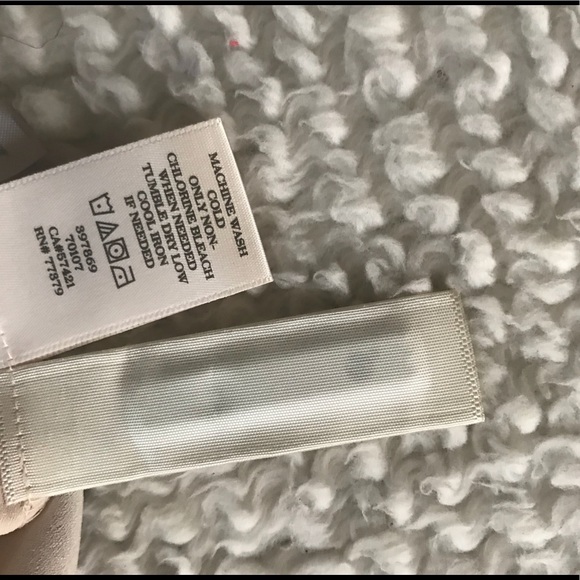 MACHINE WASH
COLD
ONLY NON-
CHLORINE BLEACH
WHEN NEEDED
TUMBLE DRY LOW
COOL IRON
IF NEEDED
397869
70107
CA#57421
RN# 77379